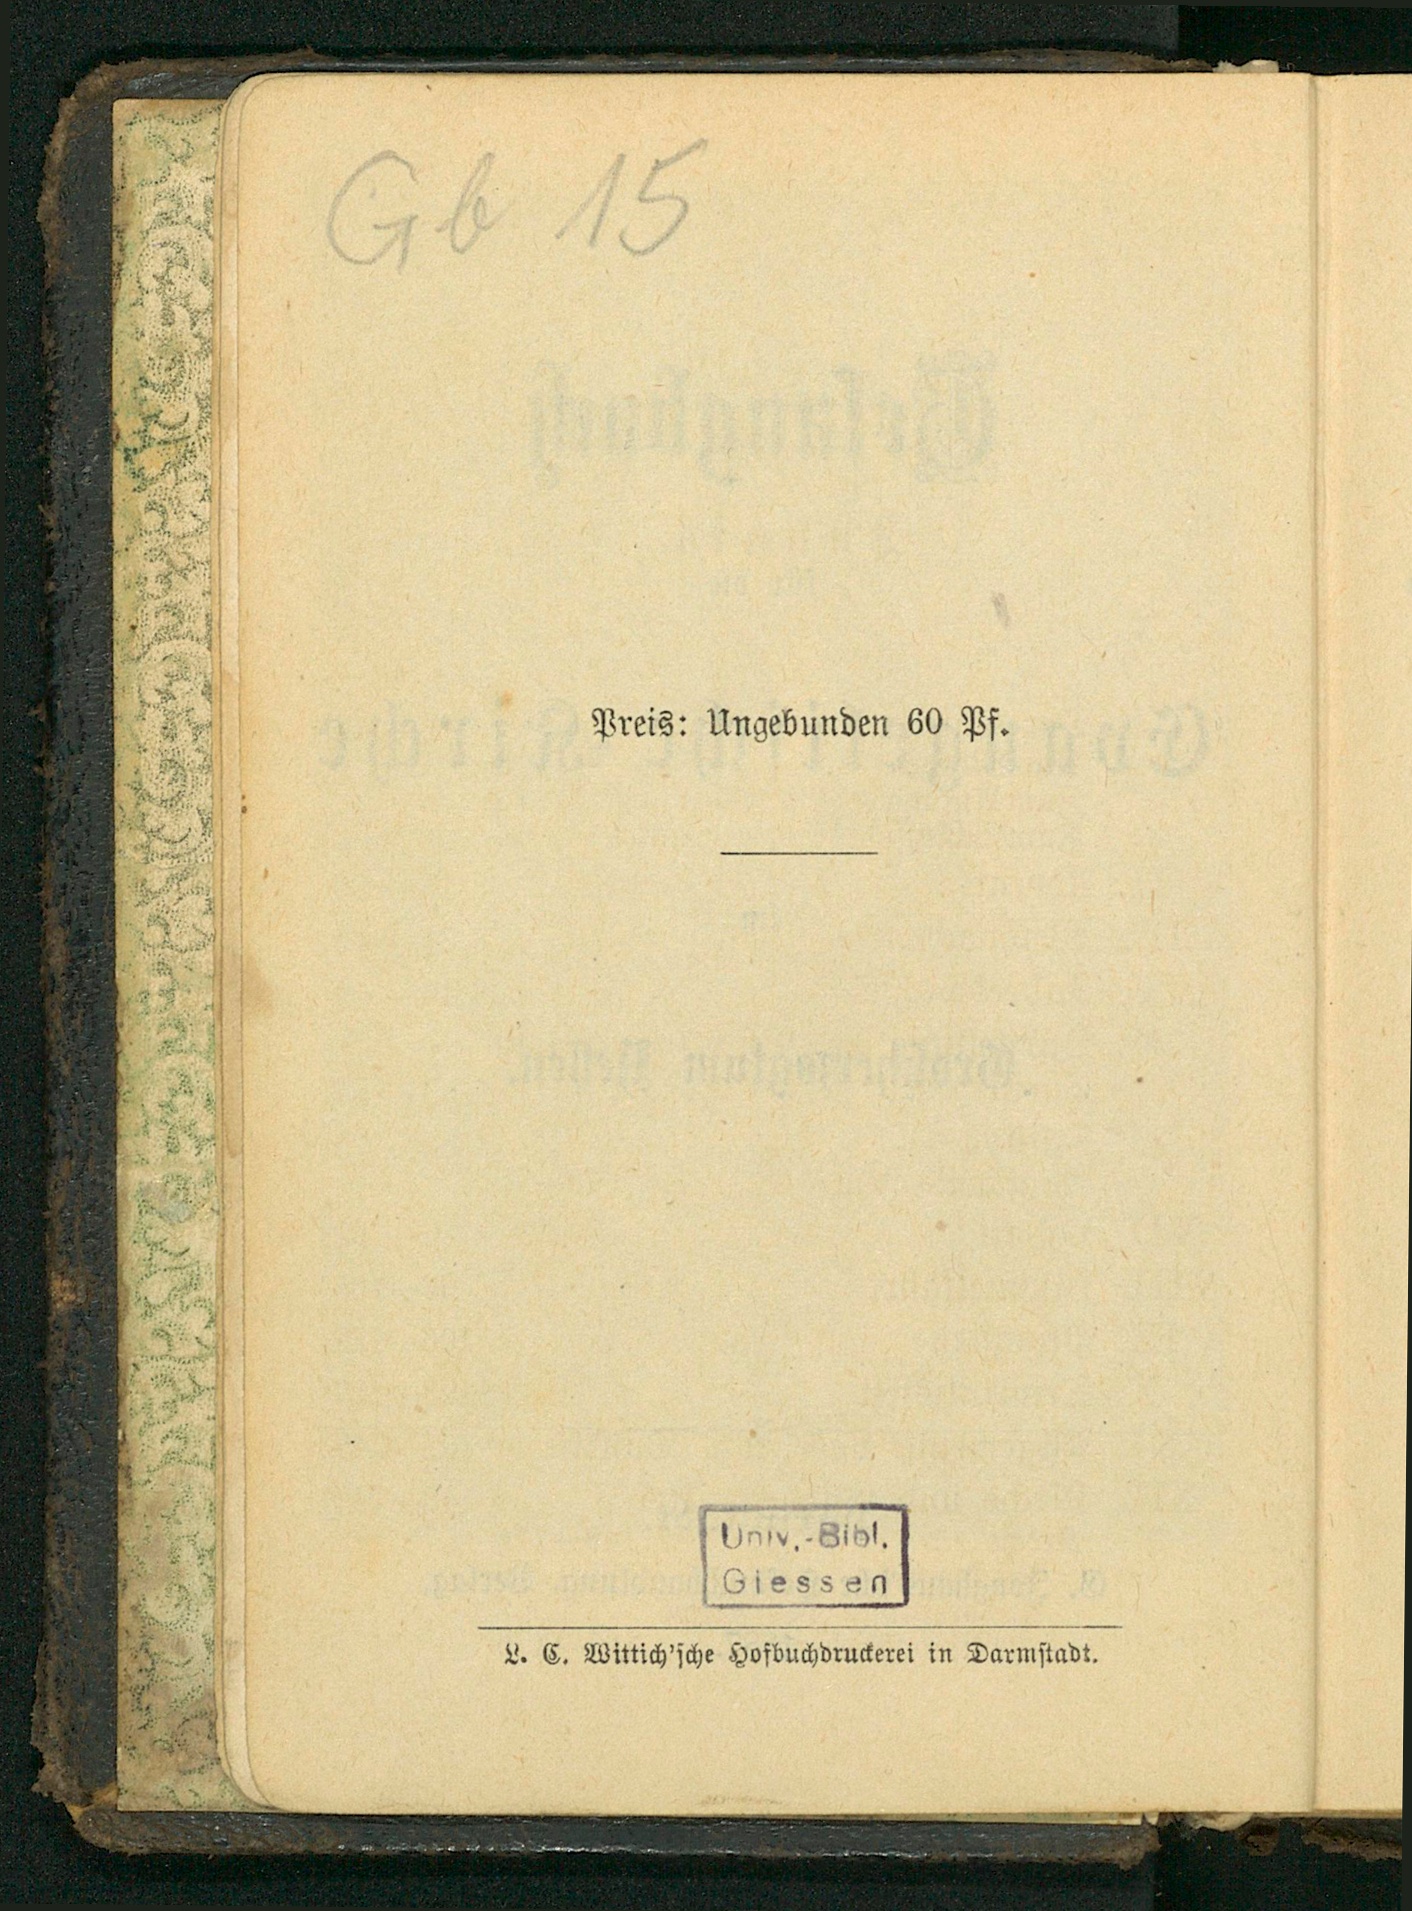 Gb 15
Preis: Ungebunden 60 Pf.
Univ.-Bibl.
Giessen
L. C. Wittich'sche Hofbuchdruckerei in Darmstadt.